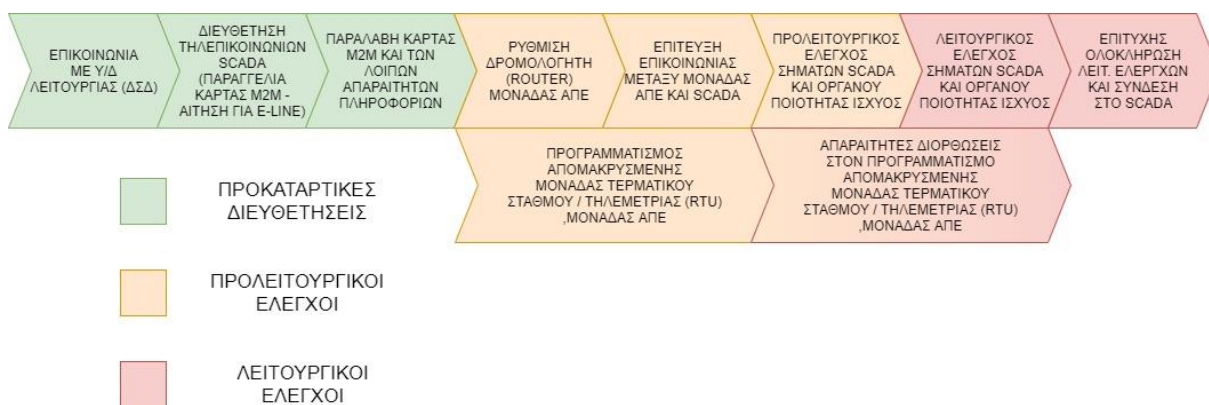 ΕΠΙΚΟΙΝΩΝΙΑ
ΜΕ Υ/Δ
ΛΕΙΤΟΥΡΓΙΑΣ (ΔΣΔ)
ΔΙΕΥΘΕΤΗΣΗ
ΤΗΛΕΠΙΚΟΙΝΩΝΙΩΝ
SCADA
(ΠΑΡΑΓΓΕΛΙΑ
ΚΑΡΤΑΣ Μ2Μ -
ΑΙΤΗΣΗ ΓΙΑ E-LINE)
ΠΑΡΑΛΑΒΗ ΚΑΡΤΑΣ
Μ2Μ ΚΑΙ ΤΩΝ
ΛΟΙΠΩΝ
ΑΠΑΡΑΙΤΗΤΩΝ
ΠΛΗΡΟΦΟΡΙΩΝ
ΡΥΘΜΙΣΗ
ΔΡΟΜΟΛΟΓΗΤΗ
(ROUTER)
ΜΟΝΑΔΑΣ ΑΠΕ
ΕΠΙΤΕΥΞΗ
ΕΠΙΚΟΙΝΩΝΙΑΣ
ΜΕΤΑΞΥ ΜΟΝΑΔΑΣ
ΑΠΕ ΚΑΙ SCADA
ΠΡΟΛΕΙΤΟΥΡΓΙΚΟΣ
ΕΛΕΓΧΟΣ
ΣΗΜΑΤΩΝ SCADA
ΚΑΙ ΟΡΓΑΝΟΥ
ΠΟΙΟΤΗΤΑΣ ΙΣΧΥΟΣ
ΛΕΙΤΟΥΡΓΙΚΟΣ
ΕΛΕΓΧΟΣ
ΣΗΜΑΤΩΝ SCADA
ΚΑΙ ΟΡΓΑΝΟΥ
ΠΟΙΟΤΗΤΑΣ ΙΣΧΥΟΣ
ΕΠΙΤΥΧΗΣ
ΟΛΟΚΛΗΡΩΣΗ
ΛΕΙΤ. ΕΛΕΡΓΧΩΝ
ΚΑΙ ΣΥΝΔΕΣΗ
ΣΤΟ SCADA
ΠΡΟΓΡΑΜΜΑΤΙΣΜΟΣ
ΑΠΟΜΑΚΡΥΣΜΕΝΗΣ
ΜΟΝΑΔΑΣ ΤΕΡΜΑΤΙΚΟΥ
ΣΤΑΘΜΟΥ / ΤΗΛΕΜΕΤΡΙΑΣ (RTU)
,ΜΟΝΑΔΑΣ ΑΠΕ
ΑΠΑΡΑΙΤΗΤΕΣ ΔΙΟΡΘΩΣΕΙΣ
ΣΤΟΝ ΠΡΟΓΡΑΜΜΑΤΙΣΜΟ
ΑΠΟΜΑΚΡΥΣΜΕΝΗΣ
ΜΟΝΑΔΑΣ ΤΕΡΜΑΤΙΚΟΥ
ΣΤΑΘΜΟΥ / ΤΗΛΕΜΕΤΡΙΑΣ (RTU)
,ΜΟΝΑΔΑΣ ΑΠΕ
ΠΡΟΚΑΤΑΡΤΙΚΕΣ
ΔΙΕΥΘΕΤΗΣΕΙΣ
ΠΡΟΛΕΙΤΟΥΡΓΙΚΟΙ
ΕΛΕΓΧΟΙ
ΛΕΙΤΟΥΡΓΙΚΟΙ
ΕΛΕΓΧΟΙ